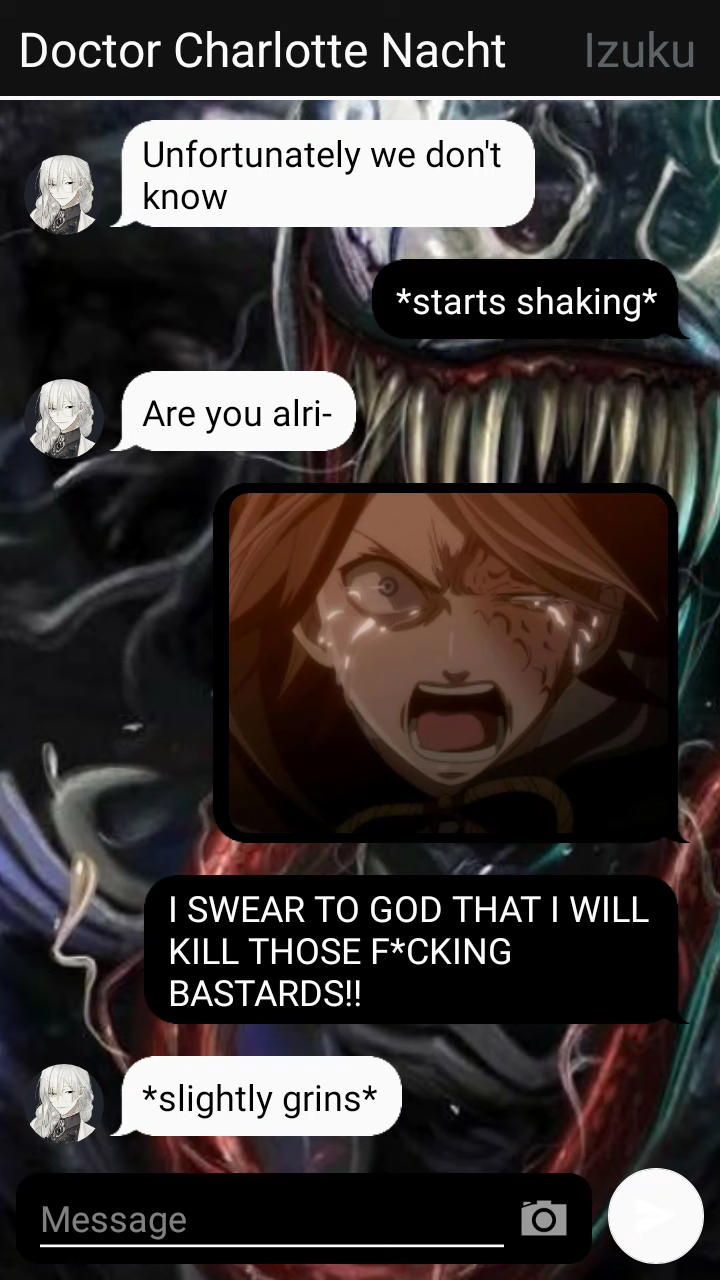 Doctor Charlotte Nacht Izuku
Unfortunately we don't
know
*starts shaking*
Are you alri-
I SWEAR TO GOD THAT I WILL
KILL THOSE F*CKING
BASTARDS!!
*slightly grins*
Message